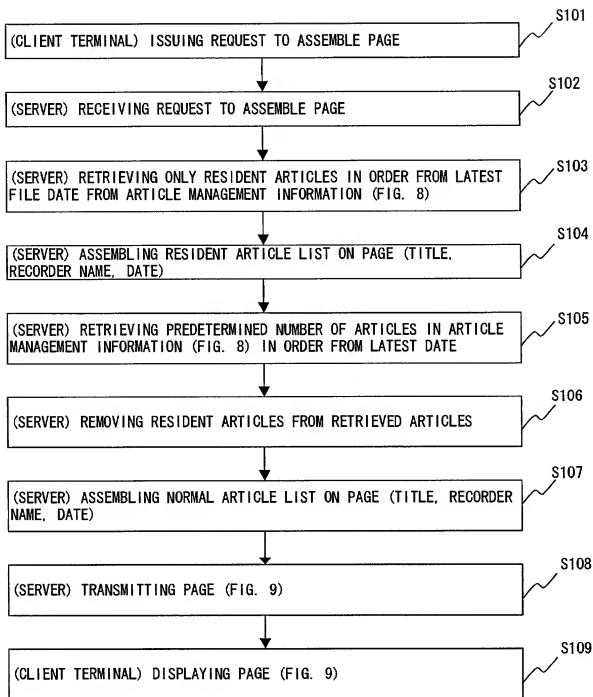 S101
(CLIENT TERMINAL) ISSUING REQUEST TO ASSEMBLE PAGE
S102
(SERVER) RECEIVING REQUEST TO ASSEMBLE PAGE
S103
(SERVER) RETRIEVING ONLY RESIDENT ARTICLES IN ORDER FROM LATEST
FILE DATE FROM ARTICLE MANAGEMENT INFORMATION (FIG. 8)
S104
(SERVER) ASSEMBLING RESIDENT ARTICLE LIST ON PAGE (TITLE,
RECORDER NAME, DATE)
S105
(SERVER) RETRIEVING PREDETERMINED NUMBER OF ARTICLES IN ARTICLE
MANAGEMENT INFORMATION (FIG. 8) IN ORDER FROM LATEST DATE
S106
(SERVER) REMOVING RESIDENT ARTICLES FROM RETRIEVED ARTICLES
S107
(SERVER) ASSEMBLING NORMAL ARTICLE LIST ON PAGE (TITLE, RECORDER
NAME, DATE)
S108
(SERVER) TRANSMITTING PAGE (FIG. 9)
S109
(CLIENT TERMINAL) DISPLAYING PAGE (FIG. 9)